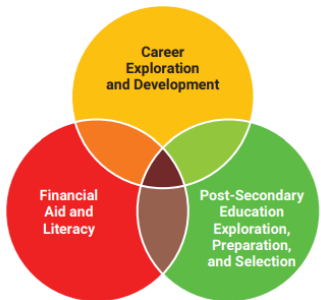 Career
Exploration
and Development
Financial
Aid and
Literacy
Post-Secondary
Education
Exploration,
Preparation,
and Selection